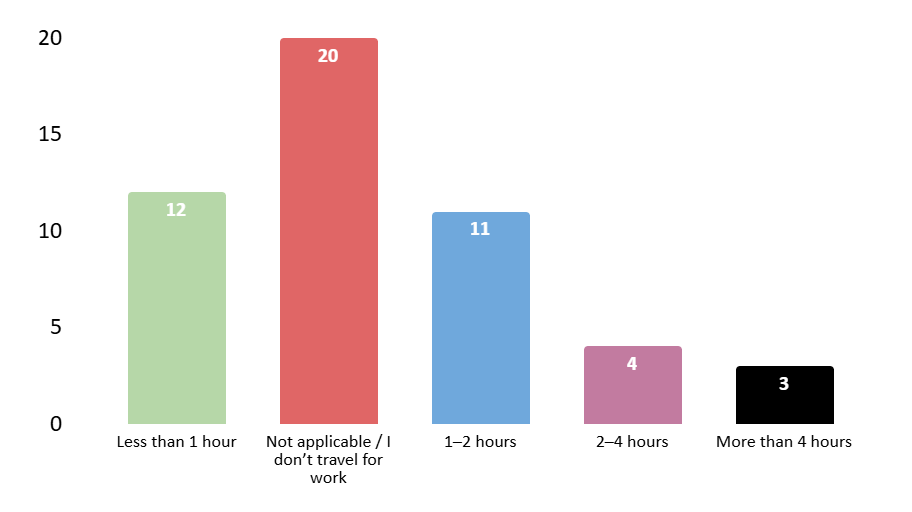 20
15
10
5
0
12
20
11
4
3
Less than 1 hour
Not applicable / I
don’t travel for
work
1–2 hours
2–4 hours
More than 4 hours